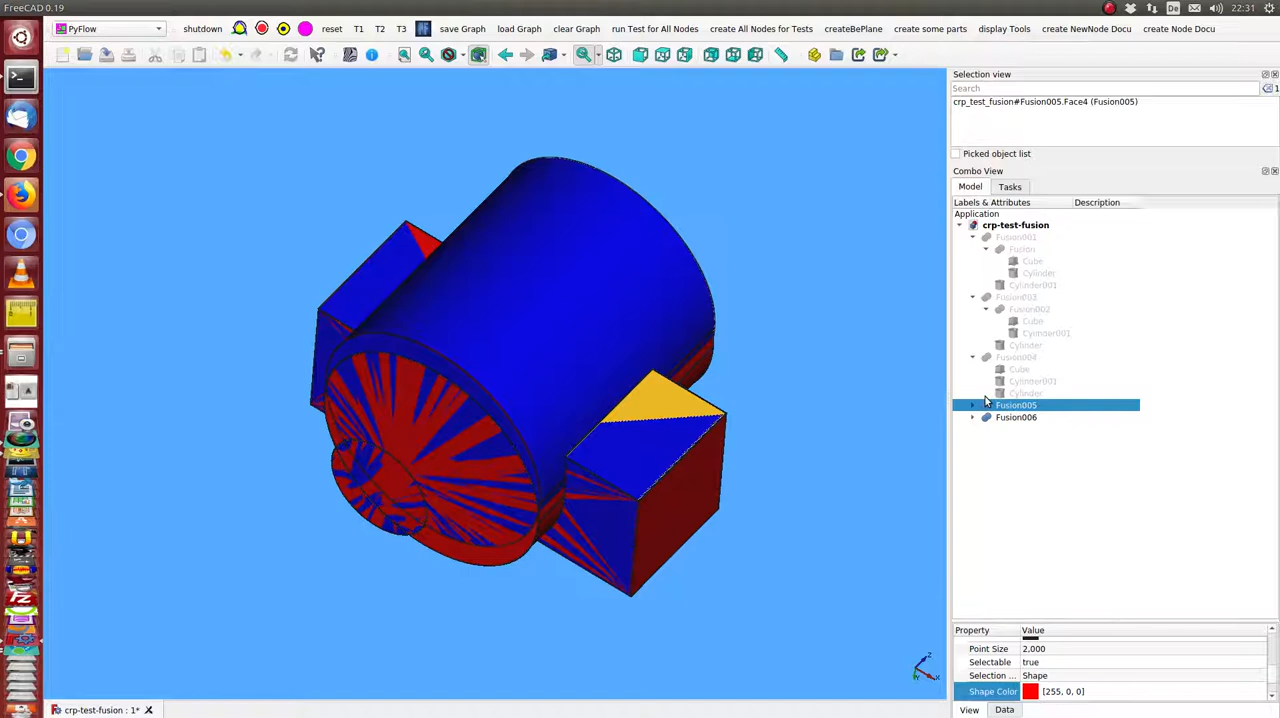 FreeCAD 0.19
De
22:31
PyFlow
shutdown
reset
T1
T2
T3
save Graph
load Graph
clear Graph
run Test for All Nodes
create All Nodes for Tests
createBePlane
create some parts
display Tools
create NewNode Docu
create Node Docu
Selection view
Search
1
crp_test_fusion#Fusion005.Face4 (Fusion005)
Picked object list
Combo View
Model
Tasks
Labels & Attributes
Description
Application
crp-test-fusion
Fusion001
Fusion
Cube
Cylinder
Cylinder001
Fusion003
Fusion002
Cube
Cylinder001
Cylinder
Fusion004
Cube
Cylinder001
Cylinder
Fusion005
Fusion006
Property
Value
Point Size
2,000
Selectable
true
Selection ...
Shape
Shape Color
[255, 0, 0]
View
Data
crp-test-fusion : 1*
Z
X